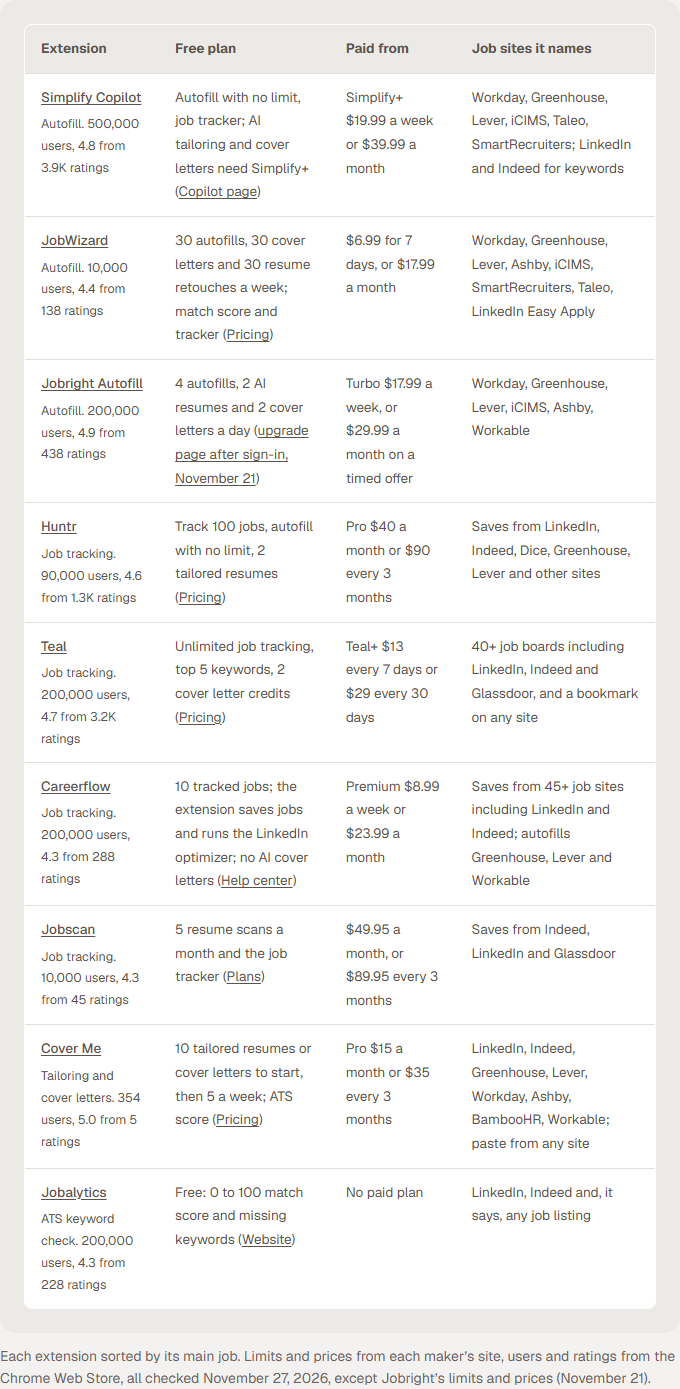 Extension Free plan Paid from Job sites it names
Simplify Copilot
Autofill. 500,000
users, 4.8 from
3.9K ratings
Autofill with no limit,
job tracker; AI
tailoring and cover
letters need Simplify+
(Copilot page)
Simplify+
$19.99 a week
or $39.99 a
month
Workday, Greenhouse,
Lever, iCIMS, Taleo,
SmartRecruiters; LinkedIn
and Indeed for keywords
JobWizard
Autofill. 10,000
users, 4.4 from
138 ratings
30 autofills, 30 cover
letters and 30 resume
retouches a week;
match score and
tracker (Pricing)
$6.99 for 7
days, or $17.99
a month
Workday, Greenhouse,
Lever, Ashby, iCIMS,
SmartRecruiters, Taleo,
LinkedIn Easy Apply
Jobright Autofill
Autofill. 200,000
users, 4.9 from
438 ratings
4 autofills, 2 AI
resumes and 2 cover
letters a day (upgrade
page after sign-in,
November 21)
Turbo $17.99 a
week, or
$29.99 a
month on a
timed offer
Workday, Greenhouse,
Lever, iCIMS, Ashby,
Workable
Huntr
Job tracking.
90,000 users, 4.6
from 1.3K ratings
Track 100 jobs, autofill
with no limit, 2
tailored resumes
(Pricing)
Pro $40 a
month or $90
every 3
months
Saves from LinkedIn,
Indeed, Dice, Greenhouse,
Lever and other sites
Teal
Job tracking.
200,000 users,
4.7 from 3.2K
ratings
Unlimited job tracking,
top 5 keywords, 2
cover letter credits
(Pricing)
Teal+ $13
every 7 days or
$29 every 30
days
40+ job boards including
LinkedIn, Indeed and
Glassdoor, and a bookmark
on any site
Careerflow
Job tracking.
200,000 users,
4.3 from 288
ratings
10 tracked jobs; the
extension saves jobs
and runs the LinkedIn
optimizer; no AI cover
letters (Help center)
Premium $8.99
a week or
$23.99 a
month
Saves from 45+ job sites
including LinkedIn and
Indeed; autofills
Greenhouse, Lever and
Workable
Jobscan
Job tracking.
10,000 users, 4.3
from 45 ratings
5 resume scans a
month and the job
tracker (Plans)
$49.95 a
month, or
$89.95 every 3
months
Saves from Indeed,
LinkedIn and Glassdoor
Cover Me
Tailoring and
cover letters. 354
users, 5.0 from 5
ratings
10 tailored resumes or
cover letters to start,
then 5 a week; ATS
score (Pricing)
Pro $15 a
month or $35
every 3
months
LinkedIn, Indeed,
Greenhouse, Lever,
Workday, Ashby,
BambooHR, Workable;
paste from any site
Jobalytics
ATS keyword
check. 200,000
users, 4.3 from
228 ratings
Free: 0 to 100 match
score and missing
keywords (Website)
No paid plan
LinkedIn, Indeed and, it
says, any job listing
Each extension sorted by its main job. Limits and prices from each maker's site, users and ratings from the
Chrome Web Store, all checked November 27, 2026, except Jobright's limits and prices (November 21).